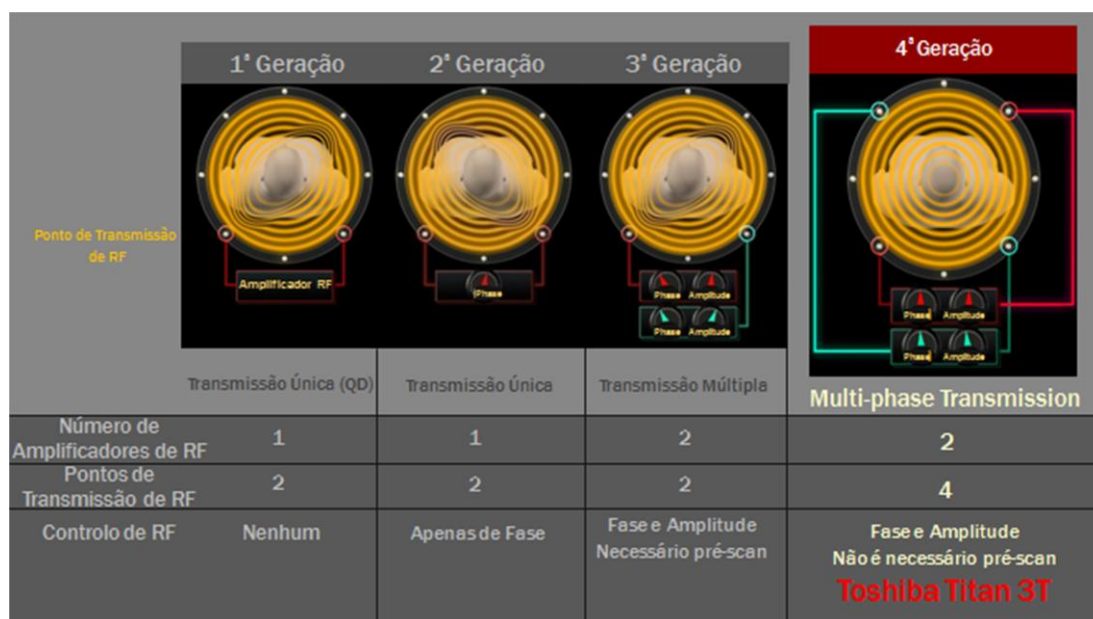 1ª Geração
2ª Geração
3ª Geração
4ª Geração
Ponto de Transmissão
de RF
Amplificador RF
Phase
Phase Amplitude
Phase Amplitude
Phase Amplitude
Phase Amplitude
Transmissão Única (QD)
Transmissão Única
Transmissão Múltipla
Multi-phase Transmission
Número de
Amplificadores de RF
1
1
2
2
Pontos de
Transmissão de RF
2
2
2
4
Controlo de RF
Nenhum
Apenas de Fase
Fase e Amplitude
Necessário pré-scan
Fase e Amplitude
Não é necessário pré-scan
Toshiba Titan 3T